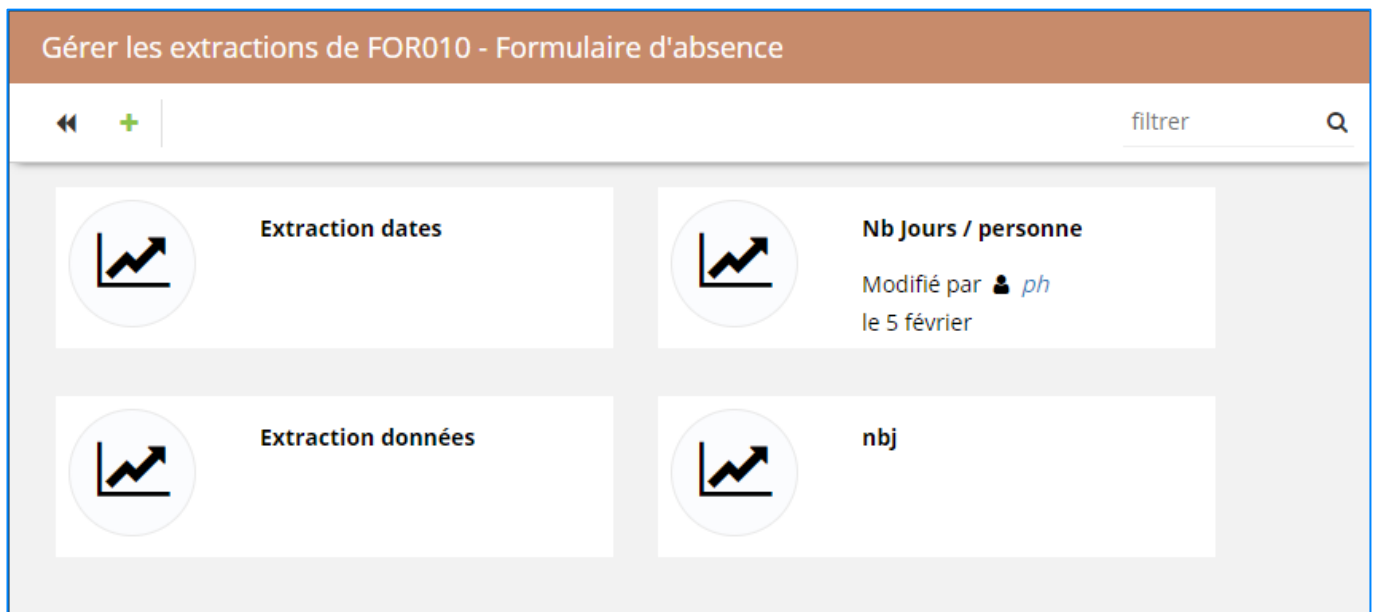 Gérer les extractions de FOR010 - Formulaire d'absence
filtrer
Extraction dates
Nb Jours / personne
Modifié par ph
le 5 février
Extraction données
nbj